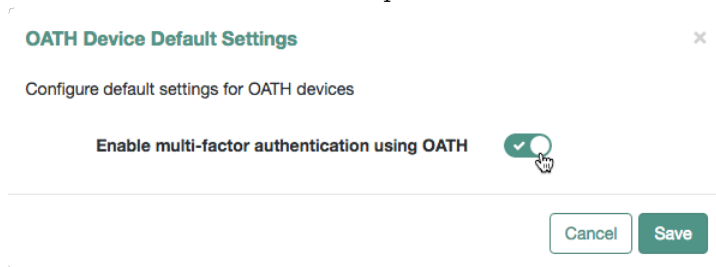 OATH Device Default Settings
Configure default settings for OATH devices
Enable multi-factor authentication using OATH
Cancel Save